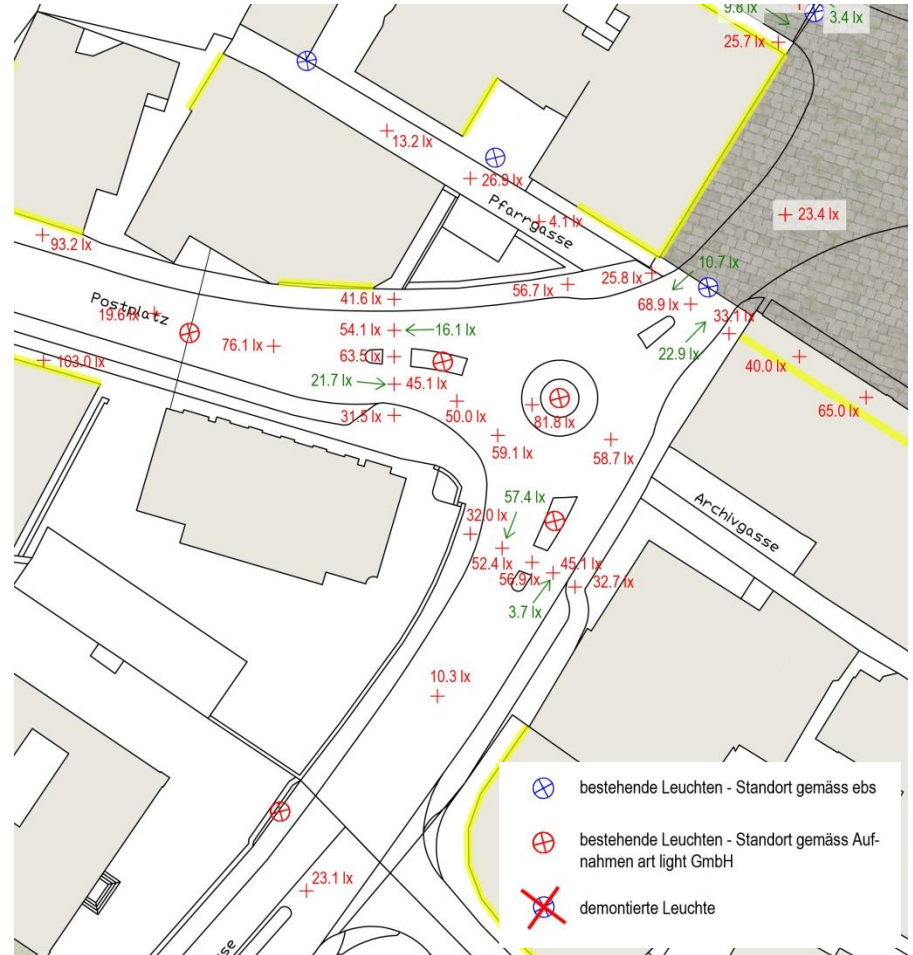 9.8 lx
3.4 lx
25.7 lx
13.2 lx
26.9 lx
4.1 lx
Pfarrgasse
23.4 lx
93.2 lx
10.7 lx
25.8 lx
56.7 lx
41.6 lx
68.9 lx
Postplatz
19.6 lx
33.1 lx
54.1 lx
16.1 lx
76.1 lx
22.9 lx
63.5 lx
103.0 lx
40.0 lx
21.7 lx
45.1 lx
65.0 lx
31.5 lx
50.0 lx
81.8 lx
59.1 lx
58.7 lx
57.4 lx
Archivgasse
32.0 lx
52.4 lx
45.1 lx
56.9 lx
32.7 lx
3.7 lx
10.3 lx
23.1 lx
sse
bestehende Leuchten - Standort gemäss ebs
bestehende Leuchten - Standort gemäss Auf-
nahmen art light GmbH
demontierte Leuchte